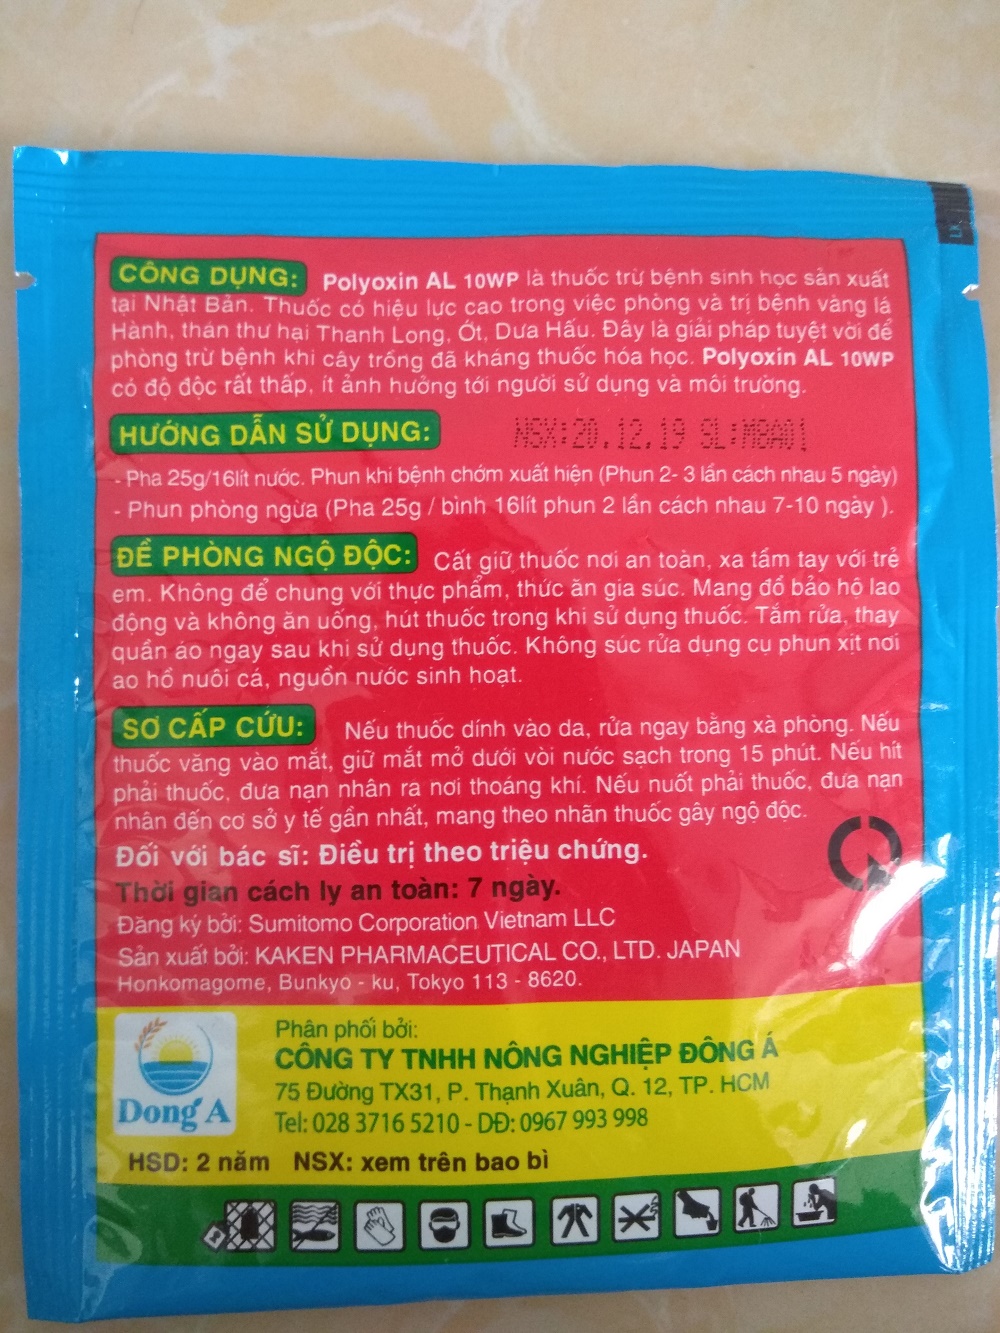 CÔNG DỤNG: Polyoxin AL 10WP là thuốc trừ bệnh sinh học sản xuất
tại Nhật Bản. Thuốc có hiệu lực cao trong việc phòng và trị bệnh vàng lá
Hành, thán thư hại Thanh Long, Ớt, Dưa Hấu. Đây là giải pháp tuyệt vời để
phòng trừ bệnh khi cây trồng đã kháng thuốc hóa học. Polyoxin AL 10WP
có độ độc rất thấp, ít ảnh hưởng tới người sử dụng và môi trường.
HƯỚNG DẪN SỬ DỤNG: NSX:20.12.19 SL:M8A01
- Pha 25g/16lít nước. Phun khi bệnh chớm xuất hiện (Phun 2- 3 lần cách nhau 5 ngày)
- Phun phòng ngừa (Pha 25g / bình 16lít phun 2 lần cách nhau 7-10 ngày ).
ĐỀ PHÒNG NGỘ ĐỘC: Cất giữ thuốc nơi an toàn, xa tầm tay với trẻ
em. Không để chung với thực phẩm, thức ăn gia súc. Mang đồ bảo hộ lao
động và không ăn uống, hút thuốc trong khi sử dụng thuốc. Tắm rửa, thay
quần áo ngay sau khi sử dụng thuốc. Không súc rửa dụng cụ phun xịt nơi
ao hồ nuôi cá, nguồn nước sinh hoạt.
SƠ CẤP CỨU: Nếu thuốc dính vào da, rửa ngay bằng xà phòng. Nếu
thuốc văng vào mắt, giữ mắt mở dưới vòi nước sạch trong 15 phút. Nếu hít
phải thuốc, đưa nạn nhân ra nơi thoáng khí. Nếu nuốt phải thuốc, đưa nạn
nhân đến cơ sở y tế gần nhất, mang theo nhãn thuốc gây ngộ độc.
Đối với bác sĩ: Điều trị theo triệu chứng.
Thời gian cách ly an toàn: 7 ngày.
Đăng ký bởi: Sumitomo Corporation Vietnam LLC
Sản xuất bởi: KAKEN PHARMACEUTICAL CO., LTD. JAPAN
Honkomagome, Bunkyo - ku, Tokyo 113 - 8620.
Phân phối bởi:
CÔNG TY TNHH NÔNG NGHIỆP ĐÔNG Á
75 Đường TX31, P. Thạnh Xuân, Q. 12, TP. HCM
Tel: 028 3716 5210 - DĐ: 0967 993 998
Dong A
HSD: 2 năm NSX: xem trên bao bì